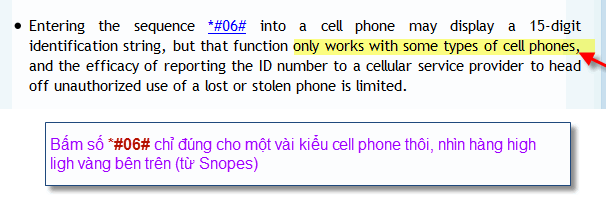 • Entering the sequence *#06# into a cell phone may display a 15-digit
identification string, but that function only works with some types of cell phones,
and the efficacy of reporting the ID number to a cellular service provider to head
off unauthorized use of a lost or stolen phone is limited.
Bấm số *#06# chỉ đúng cho một vài kiểu cell phone thôi, nhìn hàng high
ligh vàng bên trên (từ Snopes)